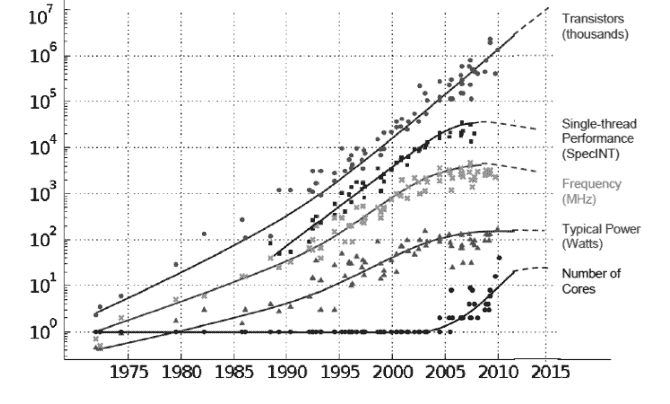 10^7
10^6
10^5
10^4
10^3
10^2
10^1
10^0
1975 1980 1985 1990 1995 2000 2005 2010 2015
Transistors
(thousands)
Single-thread
Performance
(SpecINT)
Frequency
(MHz)
Typical Power
(Watts)
Number of
Cores